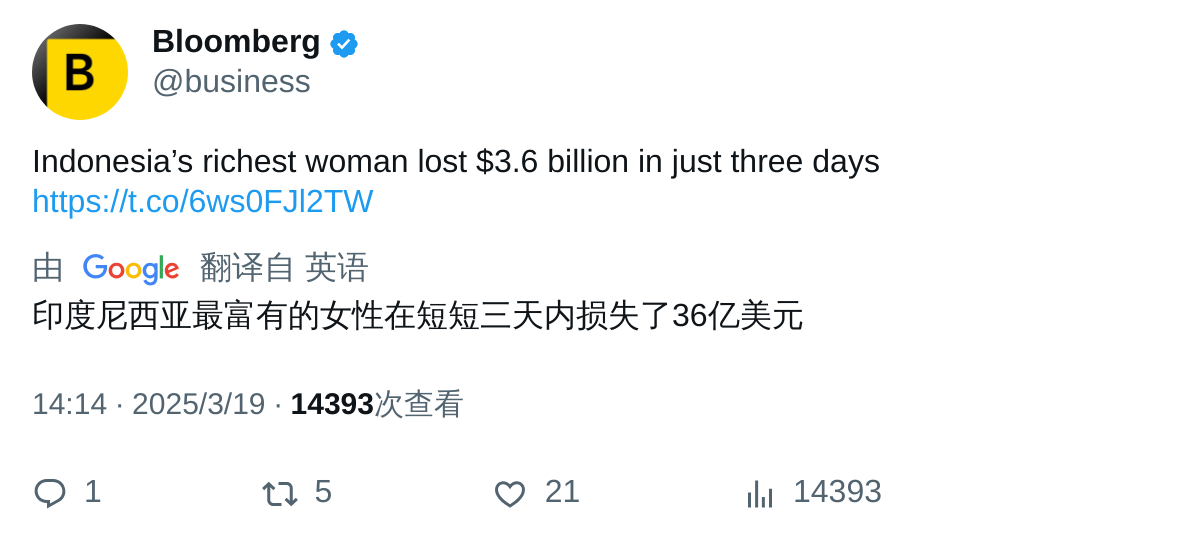 B
Bloomberg
@business
Indonesia’s richest woman lost $3.6 billion in just three days
https://t.co/6ws0FJl2TW
由 Google 翻译自 英语
印度尼西亚最富有的女性在短短三天内损失了36亿美元
14:14 · 2025/3/19 · 14393次查看
1 5 21 14393